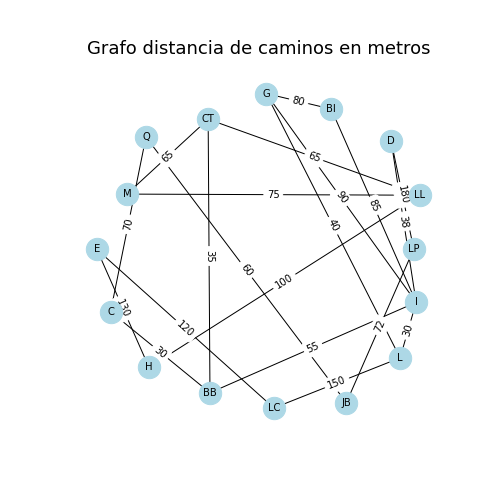 Grafo distancia de caminos en metros
G
80
BI
CT
Q
D
65
65
M
75
90
180
LL
85
38
70
40
E
35
LP
60
100
130
I
C
120
72
30
30
55
L
H
150
BB
LC
JB